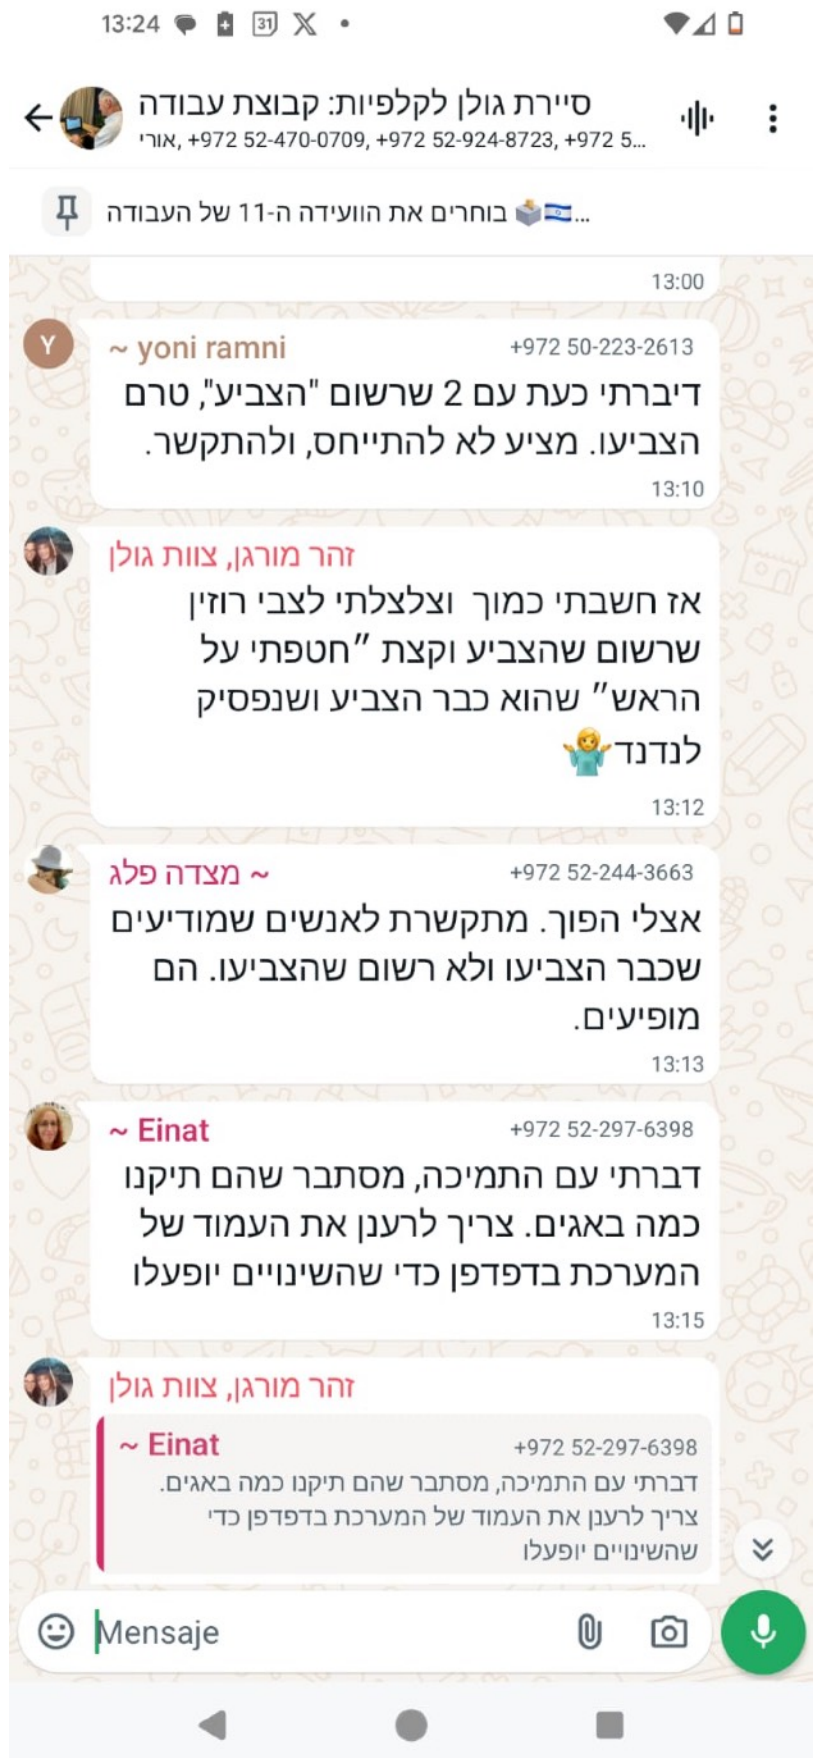 13:24
31
סיירת גולן לקלפיות: קבוצת עבודה
אורי, +972 52-470-0709, +972 52-924-8723, +972 5...
בוחרים את הוועידה ה-11 של העבודה 🗳️🇮🇱...
13:00
Y
~ yoni ramni +972 50-223-2613
דיברתי כעת עם 2 שרשום "הצביע", טרם
הצביעו. מציע לא להתייחס, ולהתקשר.
13:10
זהר מורגן, צוות גולן
אז חשבתי כמוך וצלצלתי לצבי רוזין
שרשום שהצביע וקצת ״חטפתי על
הראש״ שהוא כבר הצביע ושנפסיק
לנדנד🤷‍♀️
13:12
~ מצדה פלג +972 52-244-3663
אצלי הפוך. מתקשרת לאנשים שמודיעים
שכבר הצביעו ולא רשום שהצביעו. הם
מופיעים.
13:13
~ Einat +972 52-297-6398
דברתי עם התמיכה, מסתבר שהם תיקנו
כמה באגים. צריך לרענן את העמוד של
המערכת בדפדפן כדי שהשינויים יופעלו
13:15
זהר מורגן, צוות גולן
~ Einat +972 52-297-6398
דברתי עם התמיכה, מסתבר שהם תיקנו כמה באגים.
צריך לרענן את העמוד של המערכת בדפדפן כדי
שהשינויים יופעלו
Mensaje